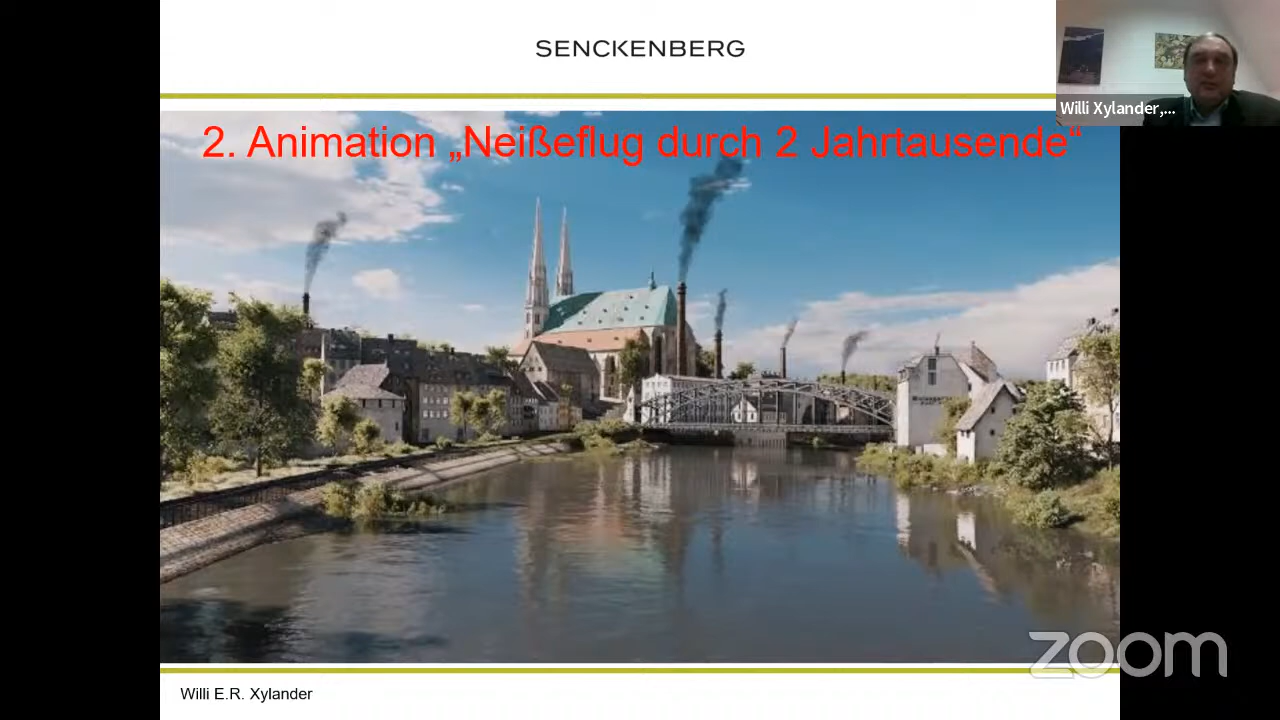 SENCKENBERG
Willi Xylander,...
2. Animation „Neißeflug durch 2 Jahrtausende“
zoom
Willi E.R. Xylander